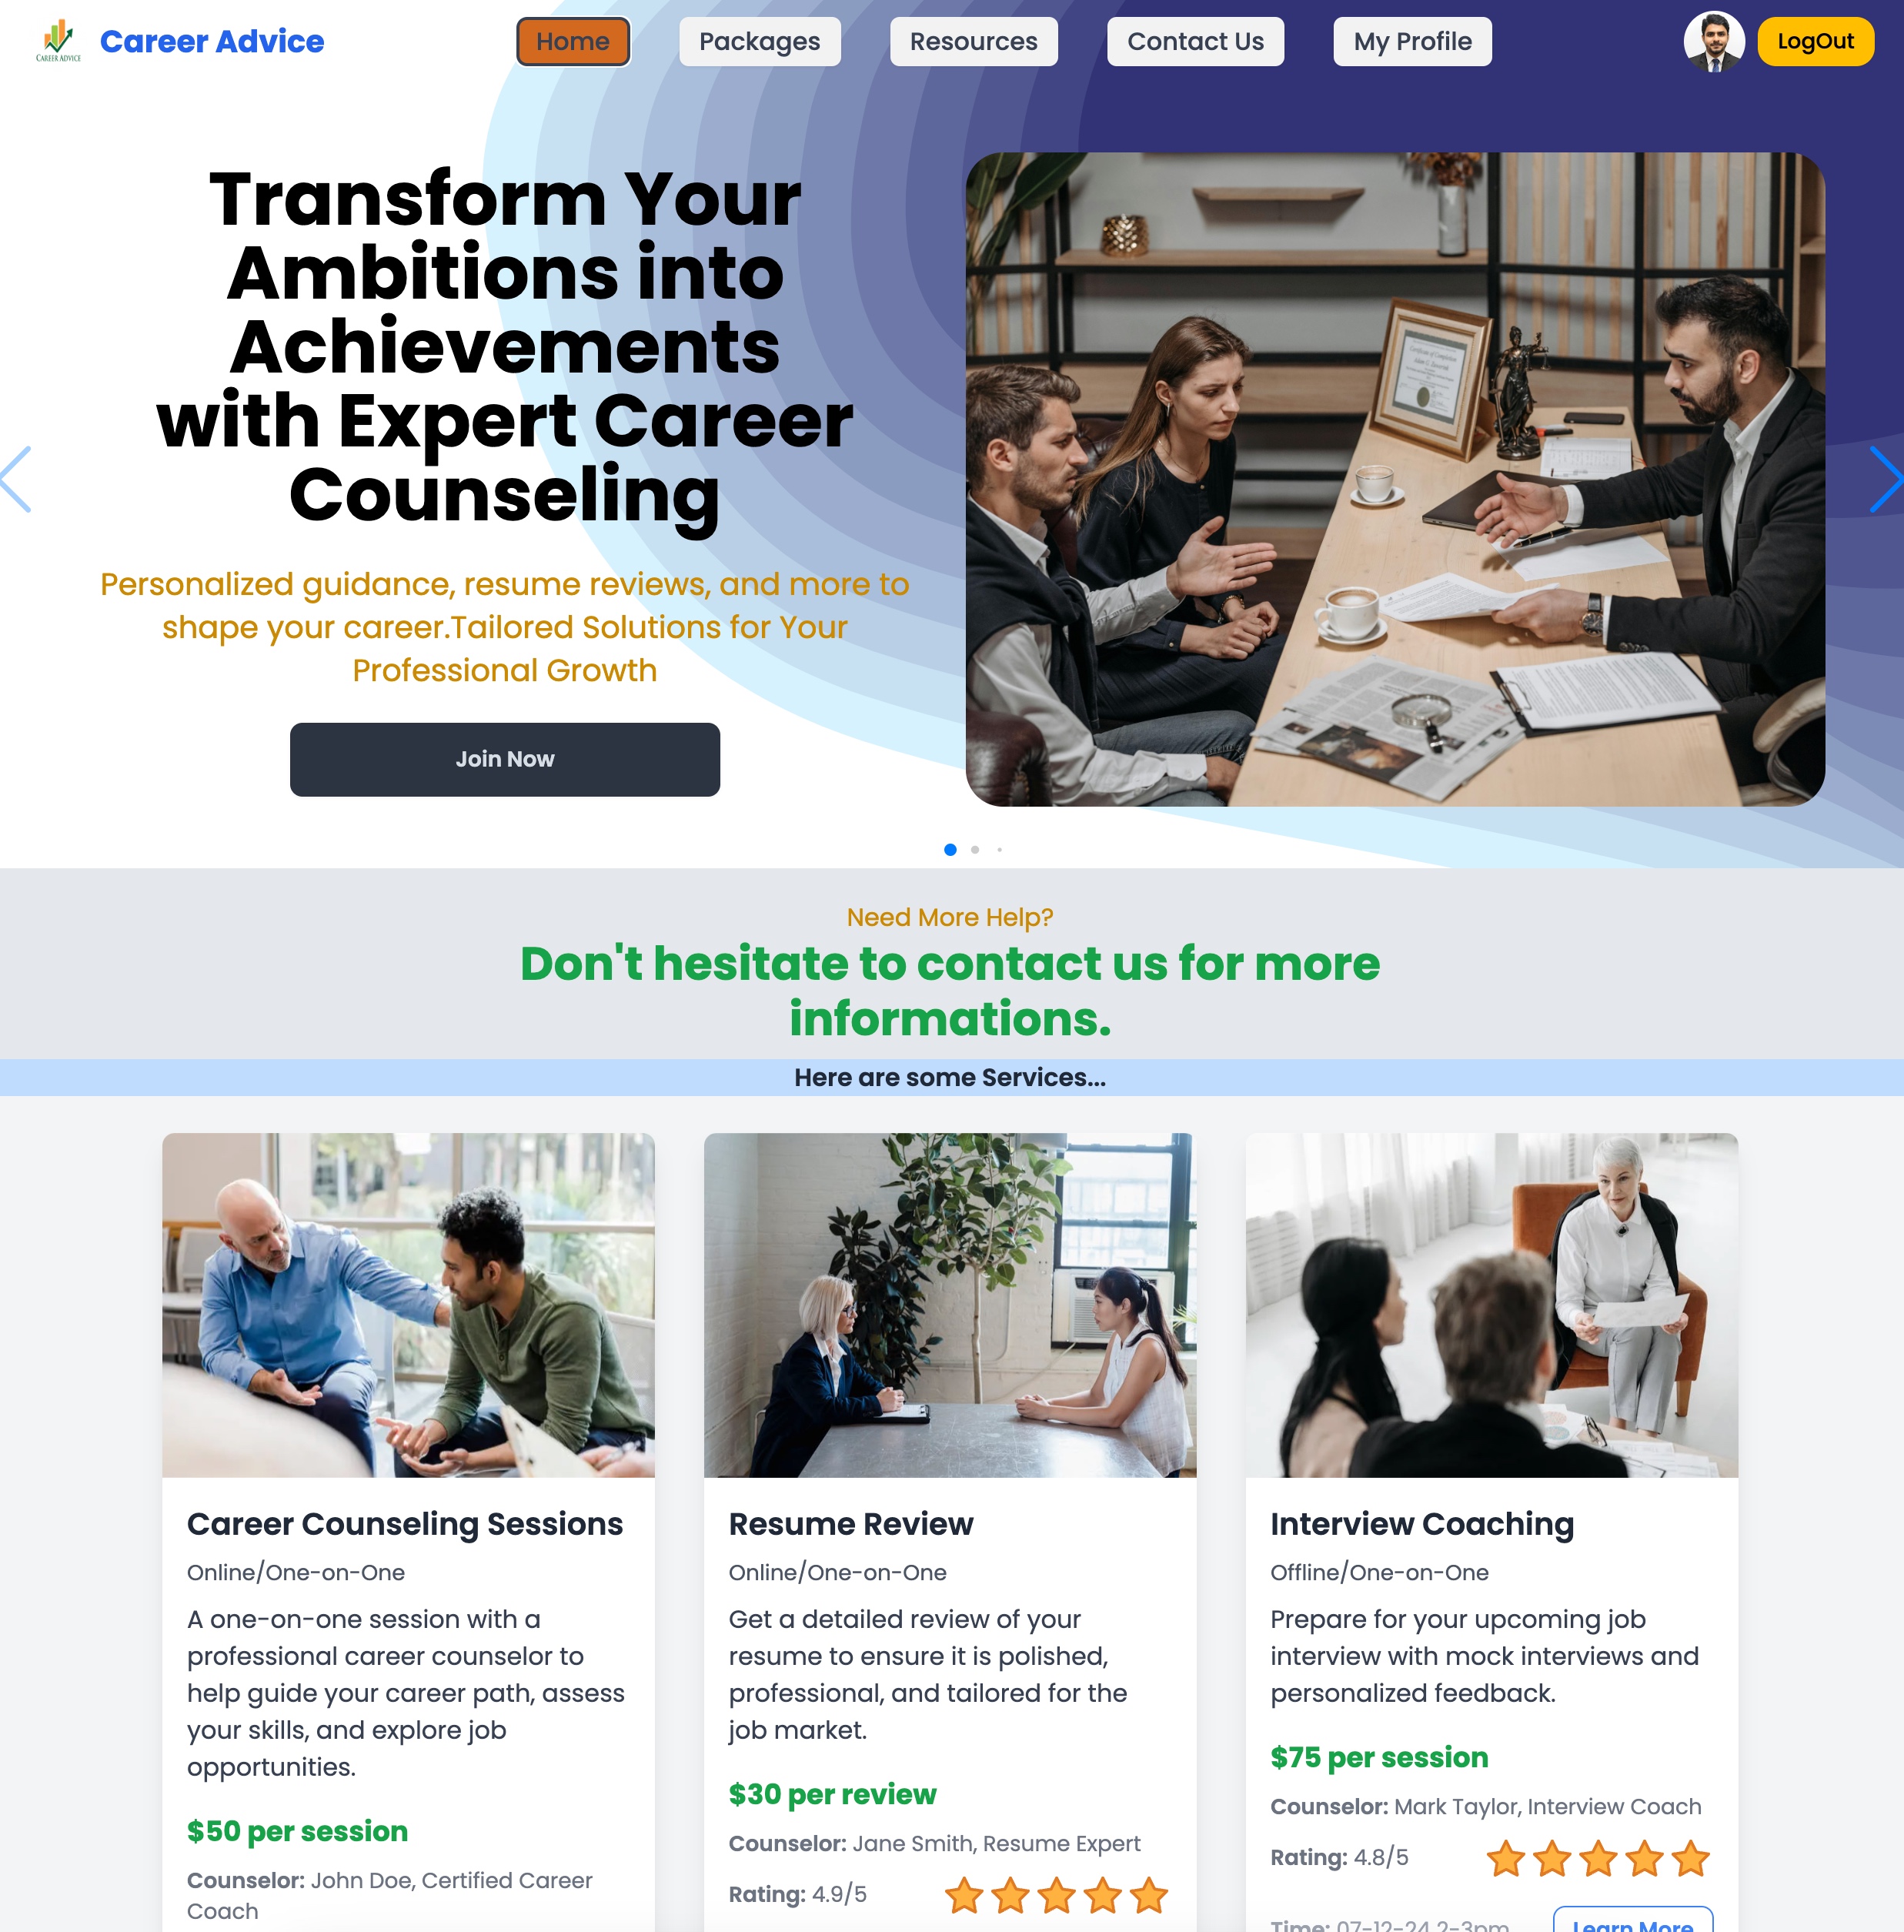 CAREER ADVICE
Career Advice
Home
Packages
Resources
Contact Us
My Profile
LogOut
Transform Your
Ambitions into
Achievements
with Expert Career
Counseling
Personalized guidance, resume reviews, and more to
shape your career.Tailored Solutions for Your
Professional Growth
Join Now
Need More Help?
Don't hesitate to contact us for more
informations.
Here are some Services...
Career Counseling Sessions
Online/One-on-One
A one-on-one session with a
professional career counselor to
help guide your career path, assess
your skills, and explore job
opportunities.
$50 per session
Counselor: John Doe, Certified Career
Coach
Resume Review
Online/One-on-One
Get a detailed review of your
resume to ensure it is polished,
professional, and tailored for the
job market.
$30 per review
Counselor: Jane Smith, Resume Expert
Rating: 4.9/5
Interview Coaching
Offline/One-on-One
Prepare for your upcoming job
interview with mock interviews and
personalized feedback.
$75 per session
Counselor: Mark Taylor, Interview Coach
Rating: 4.8/5
Time: 07-12-24 2-3pm
Learn More